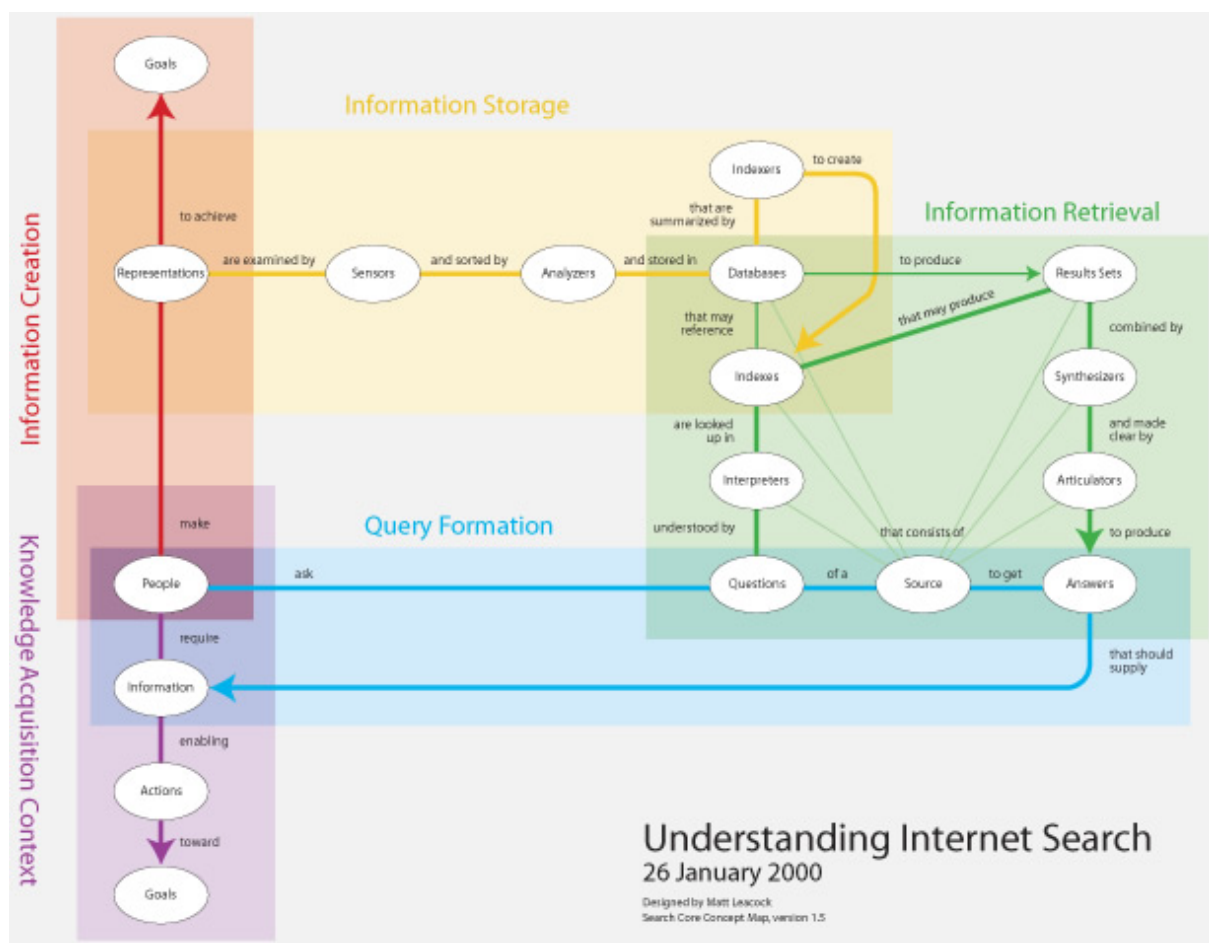 Goals
Information Storage
Indexers
to create
that are
summarized by
Information Retrieval
to achieve
Information Creation
Representations
are examined by
Sensors
and sorted by
Analyzers
and stored in
Databases
to produce
Results Sets
that may
reference
that may produce
combined by
Indexes
Synthesizers
are looked
up in
and made
clear by
Interpreters
Articulators
make
Query Formation
understood by
that consists of
to produce
Knowledge Acquisition Context
People
ask
Questions
of a
Source
to get
Answers
require
that should
supply
Information
enabling
Actions
toward
Goals
Understanding Internet Search
26 January 2000
Designed by Matt Leacock
Search Core Concept Map, version 1.5